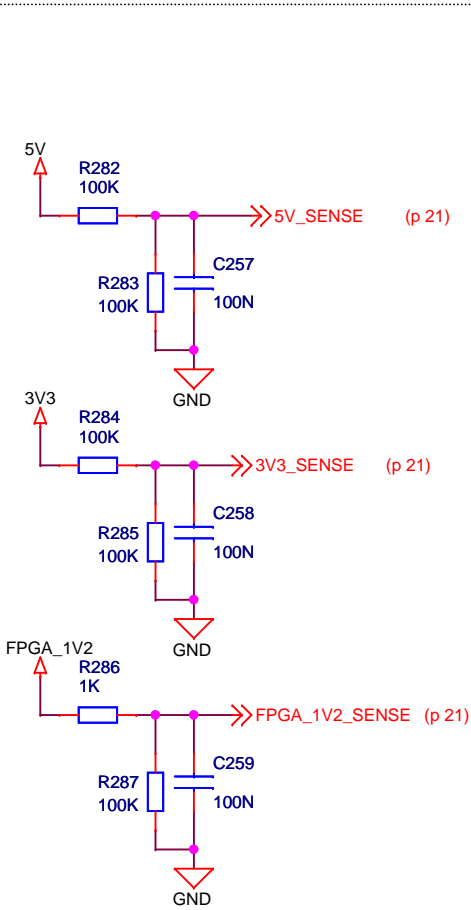 5V
R282
100K
5V_SENSE (p 21)
C257
R283
100K
100N
GND
3V3
R284
100K
3V3_SENSE (p 21)
C258
R285
100K
100N
GND
FPGA_1V2
R286
1K
FPGA_1V2_SENSE (p 21)
C259
R287
100K
100N
GND